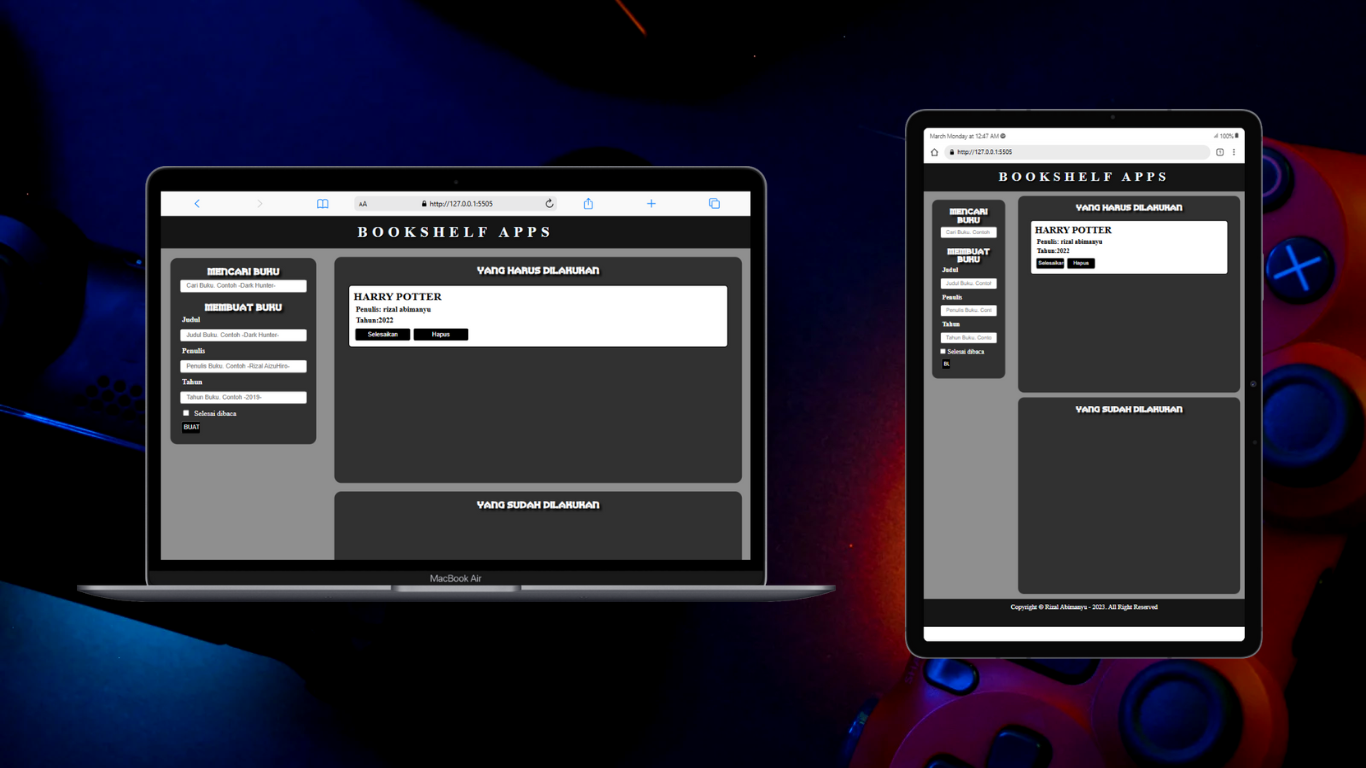 http://127.0.0.1:5505
BOOKSHELF APPS
MENCARI BUKU
Cari Buku. Contoh -Dark Hunter-
MEMBUAT BUKU
Judul
Judul Buku. Contoh -Dark Hunter-
Penulis
Penulis Buku. Contoh -Rizal AizuHiro-
Tahun
Tahun Buku. Contoh -2019-
Selesai dibaca
BUAT
YANG HARUS DILAKUKAN
HARRY POTTER
Penulis: rizal abimanyu
Tahun:2022
Selesaikan
Hapus
YANG SUDAH DILAKUKAN
MacBook Air
March Monday at 12:47 AM
100%
http://127.0.0.1:5505
BOOKSHELF APPS
MENCARI
BUKU
Cari Buku. Contoh
MEMBUAT
BUKU
Judul
Judul Buku. Contoh
Penulis
Penulis Buku. Cont
Tahun
Tahun Buku. Conto
Selesai dibaca
YANG HARUS DILAKUKAN
HARRY POTTER
Penulis: rizal abimanyu
Tahun:2022
Selesaikan
Hapus
YANG SUDAH DILAKUKAN
Copyright © Rizal Abimanyu - 2023. All Right Reserved